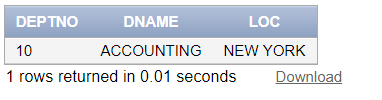 DEPTNO DNAME LOC
10 ACCOUNTING NEW YORK
1 rows returned in 0.01 seconds Download